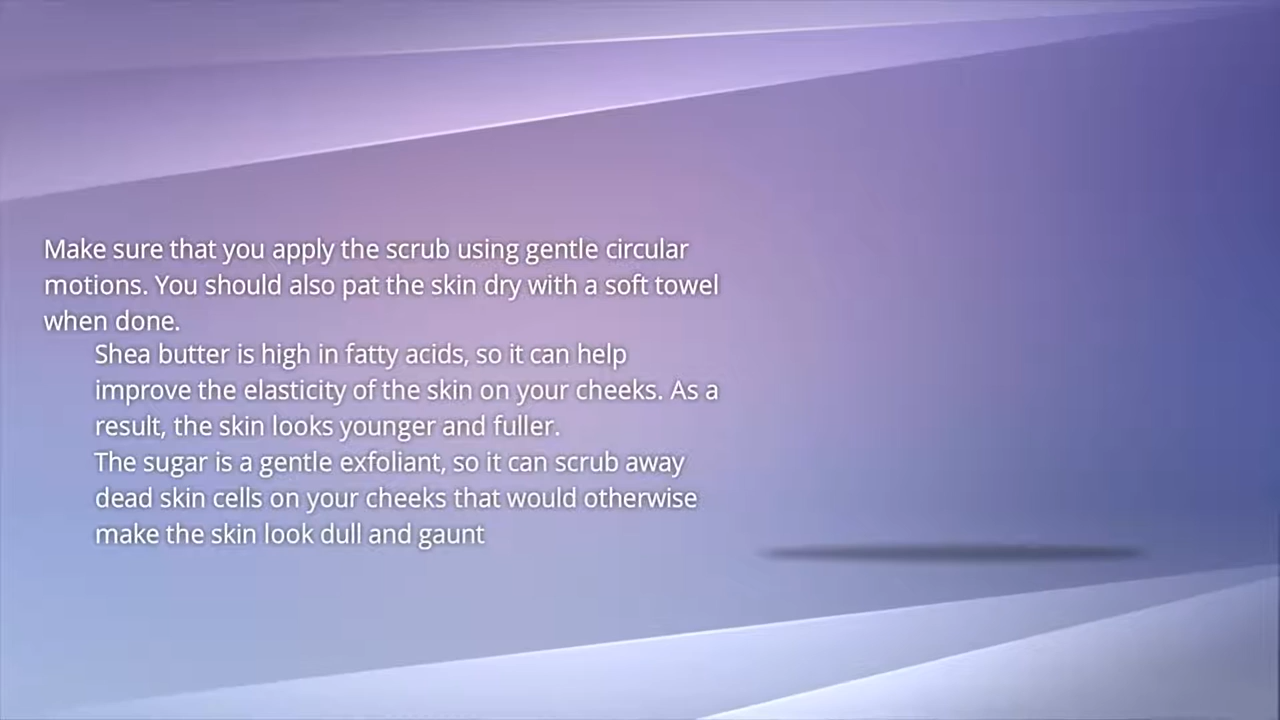 Make sure that you apply the scrub using gentle circular
motions. You should also pat the skin dry with a soft towel
when done.
Shea butter is high in fatty acids, so it can help
improve the elasticity of the skin on your cheeks. As a
result, the skin looks younger and fuller.
The sugar is a gentle exfoliant, so it can scrub away
dead skin cells on your cheeks that would otherwise
make the skin look dull and gaunt